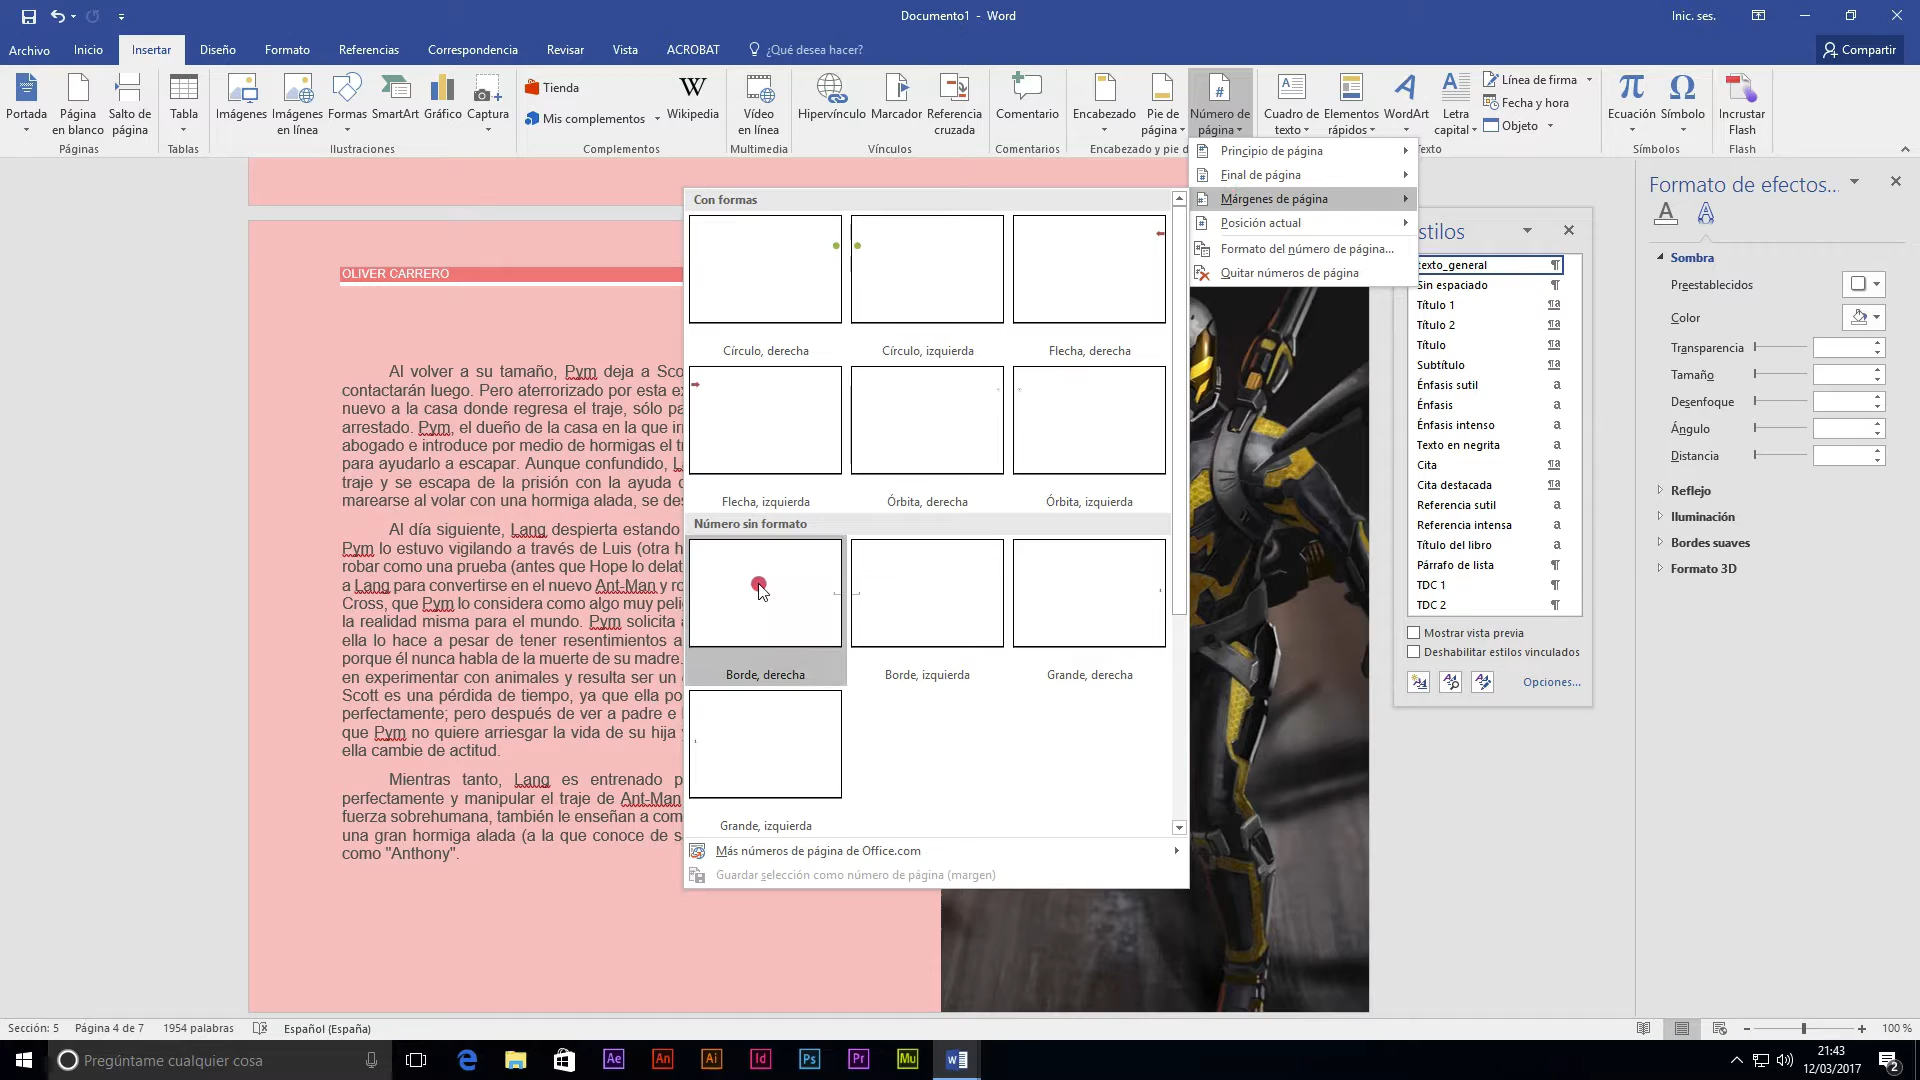 Documento1 - Word
Inic. ses.
Archivo
Inicio
Insertar
Diseño
Formato
Referencias
Correspondencia
Revisar
Vista
ACROBAT
¿Qué desea hacer?
Compartir
Portada
Página en blanco
Salto de página
Páginas
Tabla
Tablas
Imágenes
Imágenes en línea
Formas
SmartArt
Gráfico
Captura
Ilustraciones
Tienda
Mis complementos
W
Wikipedia
Complementos
Vídeo en línea
Multimedia
Hipervínculo
Marcador
Referencia cruzada
Vínculos
Comentario
Comentarios
Encabezado
Pie de página
Número de página
Encabezado y pie d
Cuadro de texto
Elementos rápidos
WordArt
Letra capital
Línea de firma
Fecha y hora
Objeto
Texto
Ecuación
Símbolo
Símbolos
Incrustar Flash
Flash
Principio de página
Final de página
Márgenes de página
Posición actual
Formato del número de página...
Quitar números de página
Con formas
Círculo, derecha
Círculo, izquierda
Flecha, derecha
Flecha, izquierda
Órbita, derecha
Órbita, izquierda
Número sin formato
Borde, derecha
Borde, izquierda
Grande, derecha
Grande, izquierda
Más números de página de Office.com
Guardar selección como número de página (margen)
OLIVER CARRERO
Al volver a su tamaño, Pym deja a Sco
contactarán luego. Pero aterrorizado por esta ex
nuevo a la casa donde regresa el traje, sólo pa
arrestado. Pym, el dueño de la casa en la que irr
abogado e introduce por medio de hormigas el tr
para ayudarlo a escapar. Aunque confundido, L
traje y se escapa de la prisión con la ayuda d
marearse al volar con una hormiga alada, se des
Al día siguiente, Lang despierta estando
Pym lo estuvo vigilando a través de Luis (otra h
robar como una prueba (antes que Hope lo delat
a Lang para convertirse en el nuevo Ant-Man y ro
Cross, que Pym lo considera como algo muy peli
la realidad misma para el mundo. Pym solicita a
ella lo hace a pesar de tener resentimientos a
porque él nunca habla de la muerte de su madre.
en experimentar con animales y resulta ser un
Scott es una pérdida de tiempo, ya que ella po
perfectamente; pero después de ver a padre e
que Pym no quiere arriesgar la vida de su hija y
ella cambie de actitud.
Mientras tanto, Lang es entrenado p
perfectamente y manipular el traje de Ant-Man
fuerza sobrehumana, también le enseñan a com
una gran hormiga alada (a la que conoce de s
como "Anthony".
stilos
texto_general
Sin espaciado
Título 1
Título 2
Título
Subtítulo
Énfasis sutil
Énfasis
Énfasis intenso
Texto en negrita
Cita
Cita destacada
Referencia sutil
Referencia intensa
Título del libro
Párrafo de lista
TDC 1
TDC 2
Mostrar vista previa
Deshabilitar estilos vinculados
Opciones...
Formato de efectos...
Sombra
Preestablecidos
Color
Transparencia
Tamaño
Desenfoque
Ángulo
Distancia
Reflejo
Iluminación
Bordes suaves
Formato 3D
Sección: 5
Página 4 de 7
1954 palabras
Español (España)
100 %
Pregúntame cualquier cosa
Ae
An
Ai
Id
Ps
Pr
Mu
21:43
12/03/2017
2